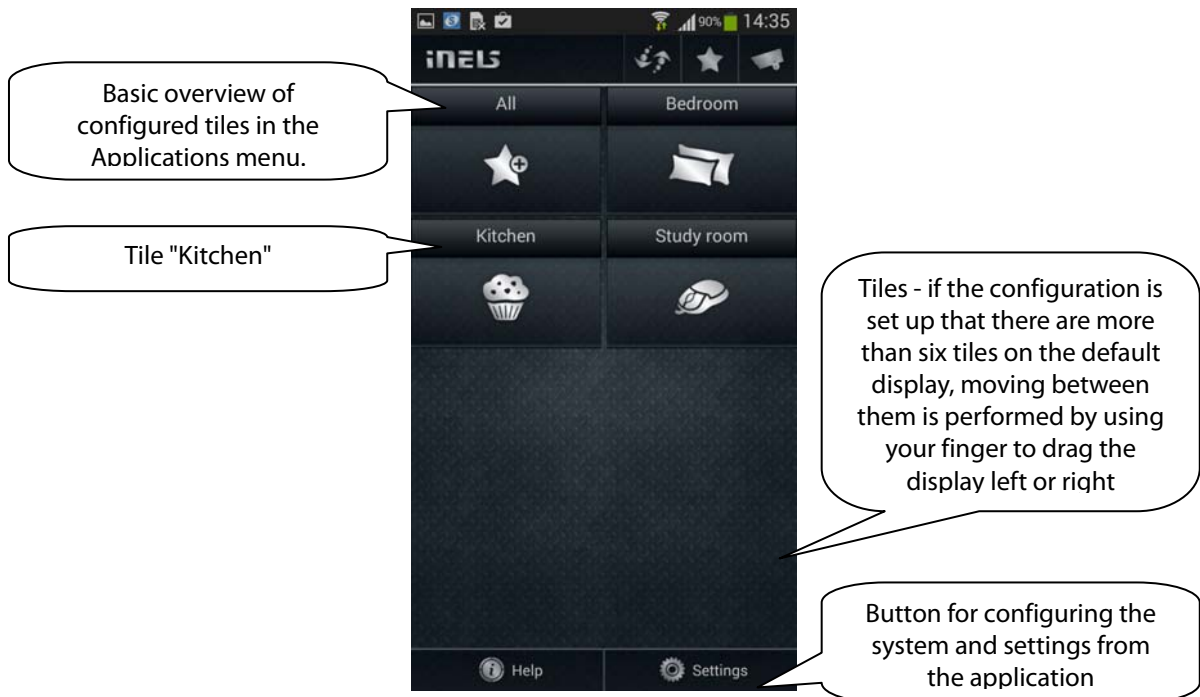 90% 14:35
iNELS
Basic overview of
configured tiles in the
Applications menu.
All Bedroom
Tile "Kitchen"
Kitchen Study room
Tiles - if the configuration is
set up that there are more
than six tiles on the default
display, moving between
them is performed by using
your finger to drag the
display left or right
Button for configuring the
system and settings from
the application
Help Settings